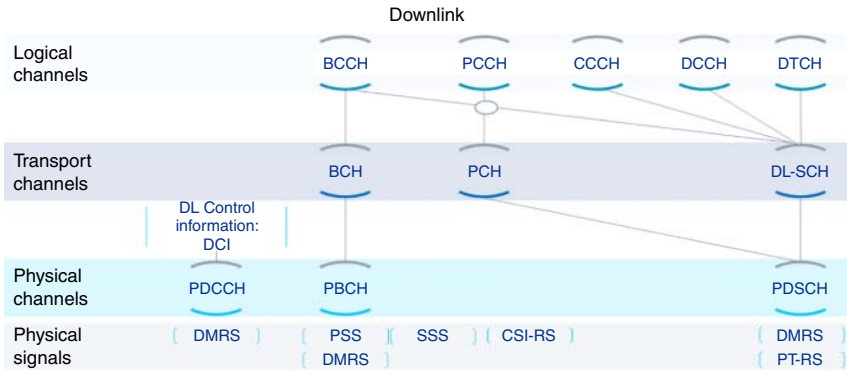 Downlink
Logical
channels
BCCH PCCH CCCH DCCH DTCH
Transport
channels
BCH PCH DL-SCH
DL Control
information:
DCI
Physical
channels
PDCCH PBCH PDSCH
Physical
signals
DMRS PSS SSS CSI-RS DMRS
DMRS PT-RS